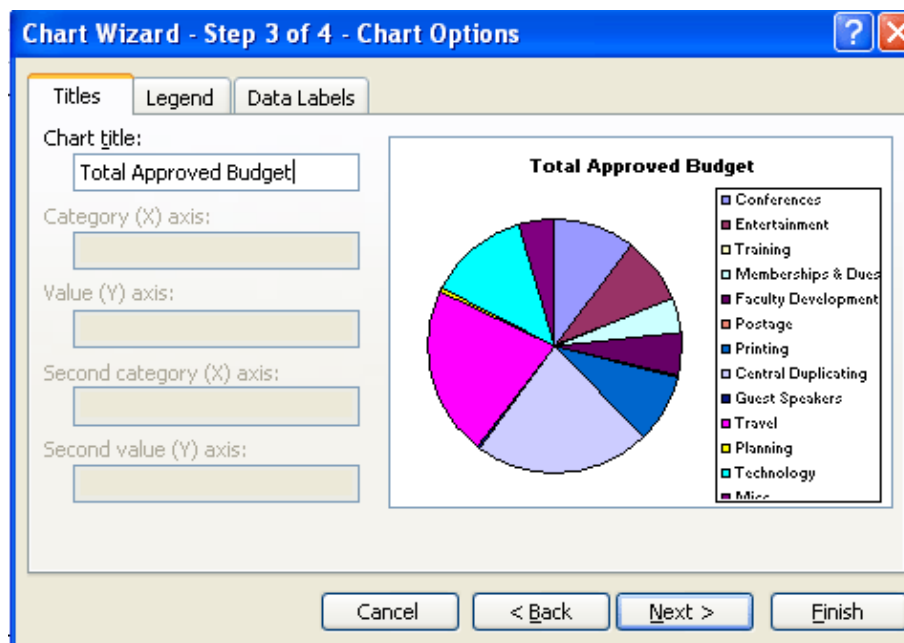 Chart Wizard - Step 3 of 4 - Chart Options
Titles
Legend
Data Labels
Chart title:
Total Approved Budget
Category (X) axis:
Value (Y) axis:
Second category (X) axis:
Second value (Y) axis:
Total Approved Budget
Conferences
Entertainment
Training
Memberships & Dues
Faculty Development
Postage
Printing
Central Duplicating
Guest Speakers
Travel
Planning
Technology
Misc
Cancel
< Back
Next >
Finish